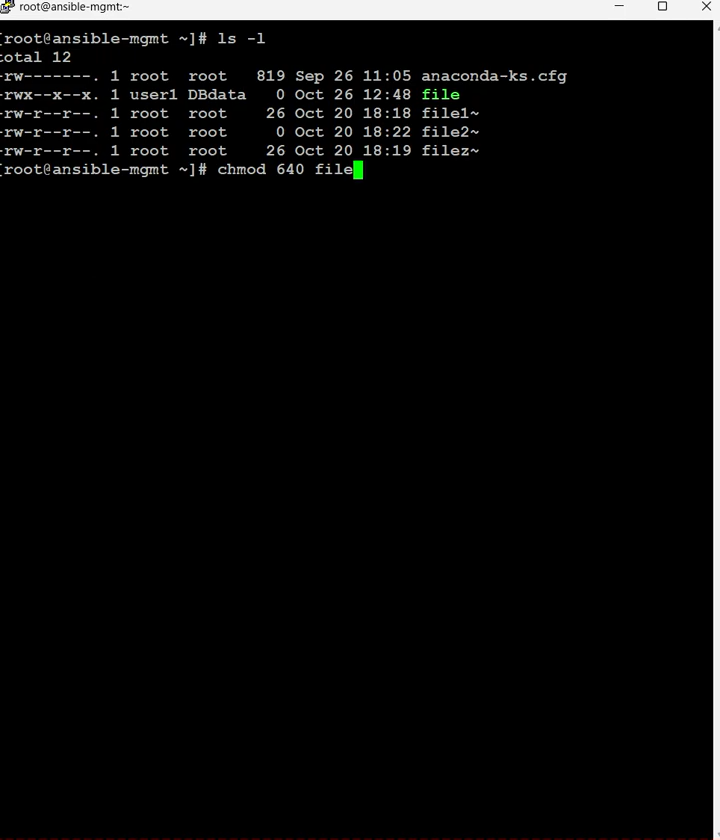 root@ansible-mgmt:~
[root@ansible-mgmt ~]# ls -l
total 12
-rw-------. 1 root root 819 Sep 26 11:05 anaconda-ks.cfg
-rwx--x--x. 1 user1 DBdata 0 Oct 26 12:48 file
-rw-r--r--. 1 root root 26 Oct 20 18:18 file1~
-rw-r--r--. 1 root root 0 Oct 20 18:22 file2~
-rw-r--r--. 1 root root 26 Oct 20 18:19 filez~
[root@ansible-mgmt ~]# chmod 640 file